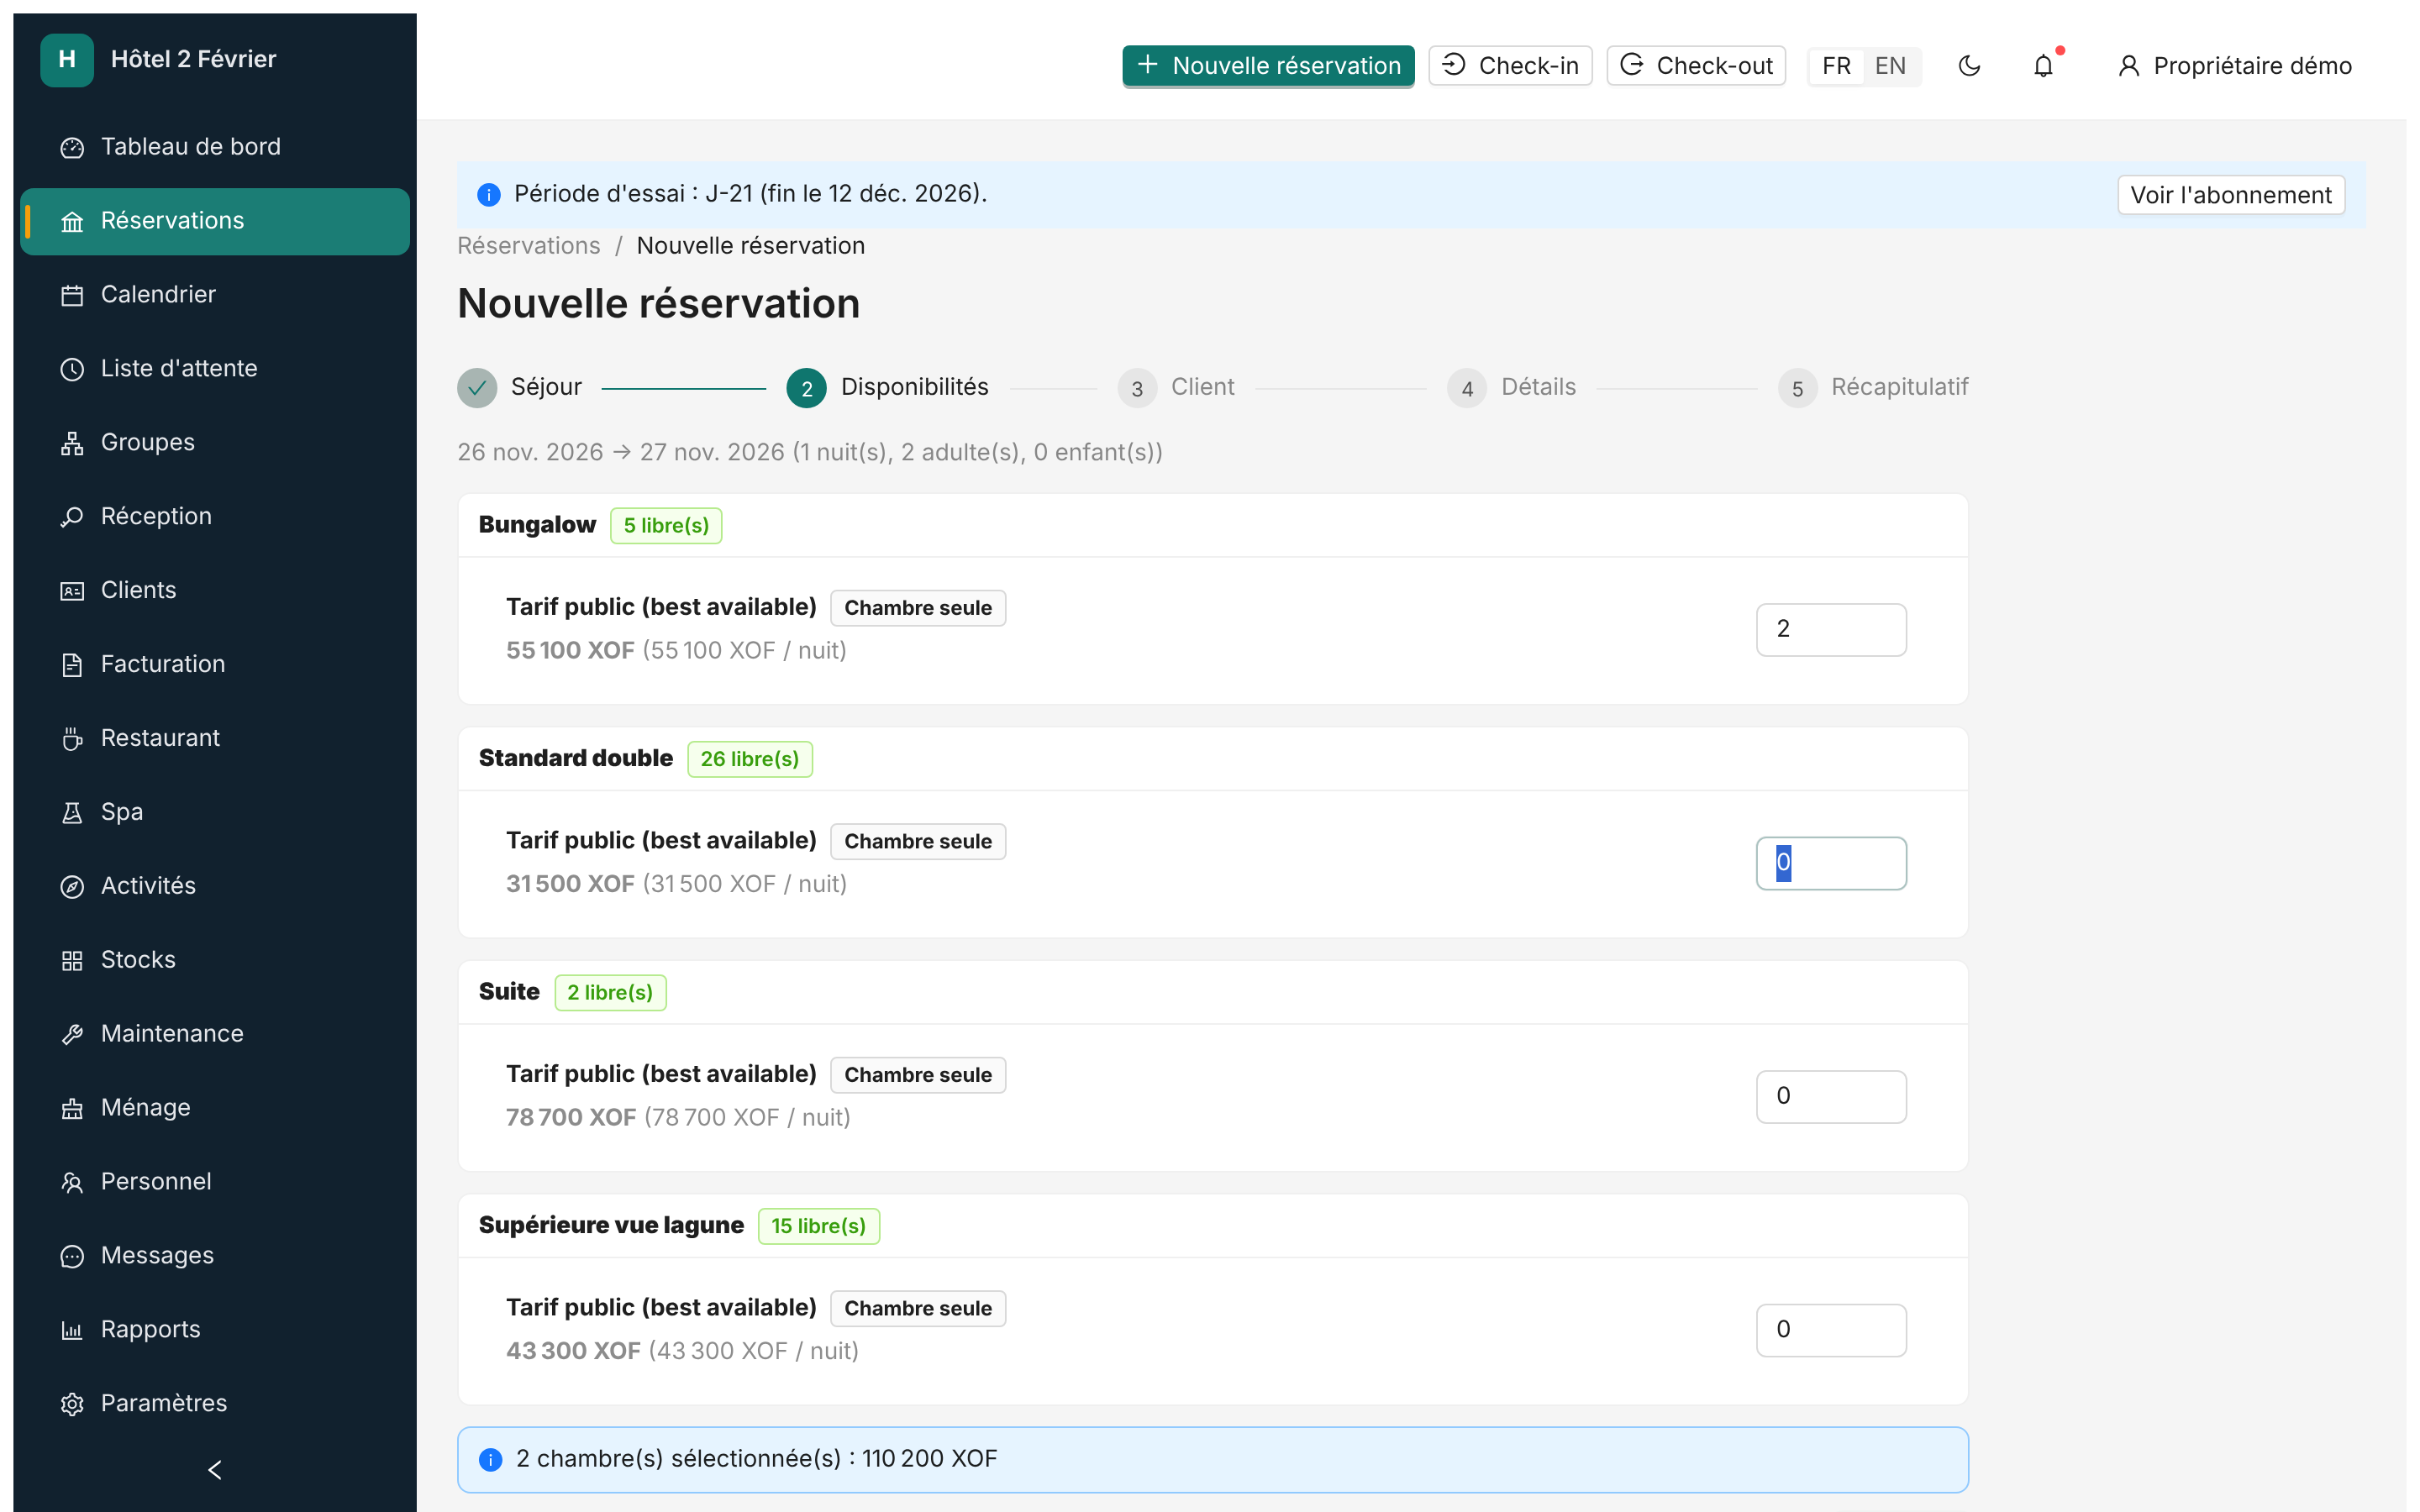 H Hôtel 2 Février
Tableau de bord
Réservations
Calendrier
Liste d'attente
Groupes
Réception
Clients
Facturation
Restaurant
Spa
Activités
Stocks
Maintenance
Ménage
Personnel
Messages
Rapports
Paramètres
Nouvelle réservation Check-in Check-out FR EN Propriétaire démo
Période d'essai : J-21 (fin le 12 déc. 2026). Voir l'abonnement
Réservations / Nouvelle réservation
Nouvelle réservation
Séjour 2 Disponibilités 3 Client 4 Détails 5 Récapitulatif
26 nov. 2026 → 27 nov. 2026 (1 nuit(s), 2 adulte(s), 0 enfant(s))
Bungalow 5 libre(s)
Tarif public (best available) Chambre seule
55 100 XOF (55 100 XOF / nuit)
2
Standard double 26 libre(s)
Tarif public (best available) Chambre seule
31 500 XOF (31 500 XOF / nuit)
0
Suite 2 libre(s)
Tarif public (best available) Chambre seule
78 700 XOF (78 700 XOF / nuit)
0
Supérieure vue lagune 15 libre(s)
Tarif public (best available) Chambre seule
43 300 XOF (43 300 XOF / nuit)
0
2 chambre(s) sélectionnée(s) : 110 200 XOF